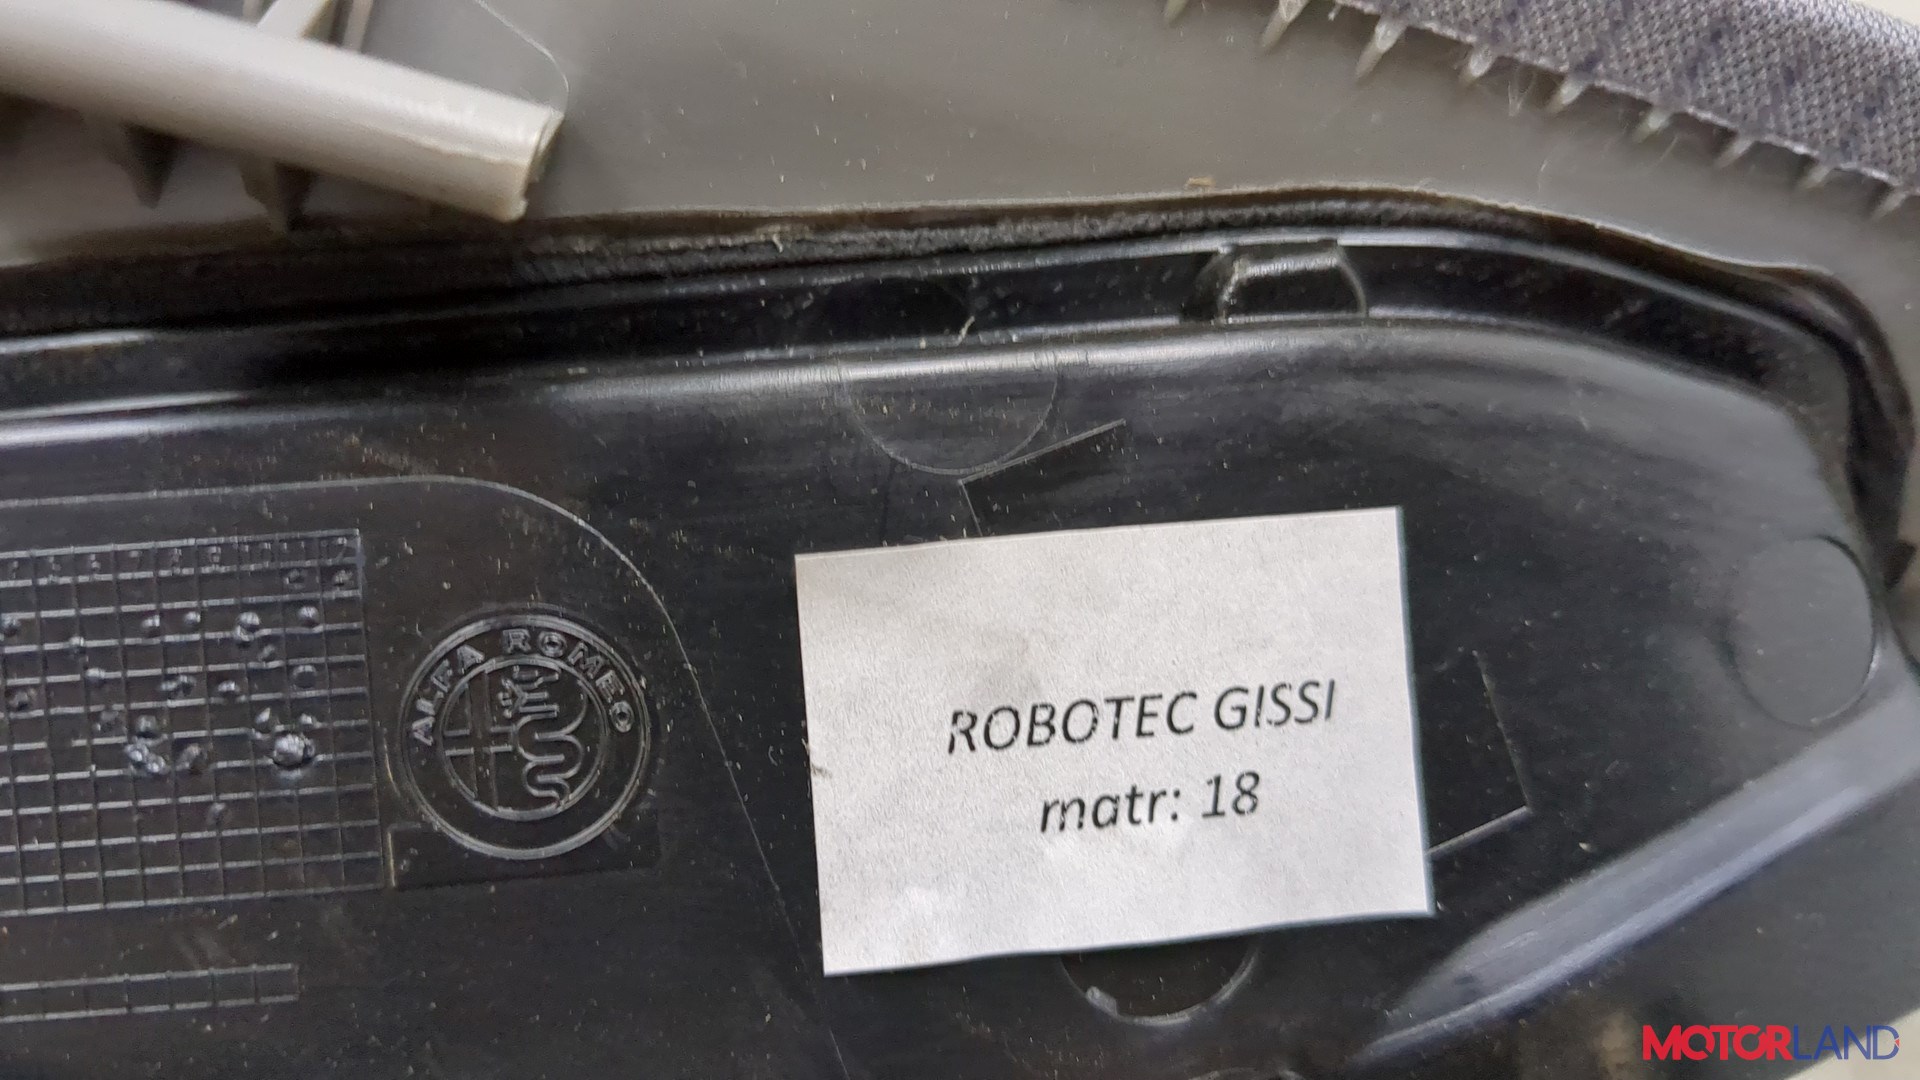 ALFA ROMEO
ROBOTEC GISSI
matr: 18
MOTORLAND